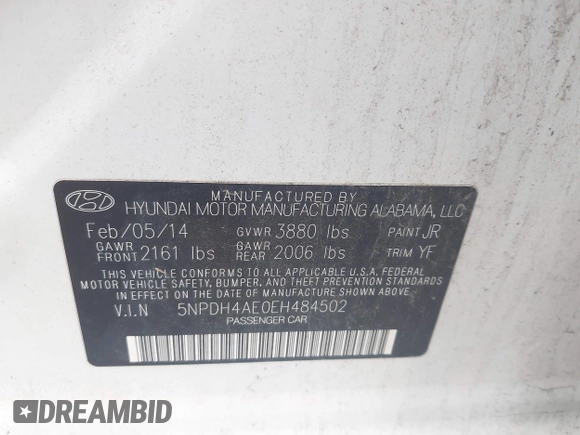 MANUFACTURED BY
HYUNDAI MOTOR MANUFACTURING ALABAMA, LLC
Feb/05/14 GVWR 3880 lbs PAINT JR
GAWR FRONT 2161 lbs GAWR REAR 2006 lbs TRIM YF
THIS VEHICLE CONFORMS TO ALL APPLICABLE U.S.A. FEDERAL
MOTOR VEHICLE SAFETY, BUMPER, AND THEFT PREVENTION STANDARDS
IN EFFECT ON THE DATE OF MANUFACTURE SHOWN ABOVE.
V.I.N 5NPDH4AE0EH484502
PASSENGER CAR
DREAMBID